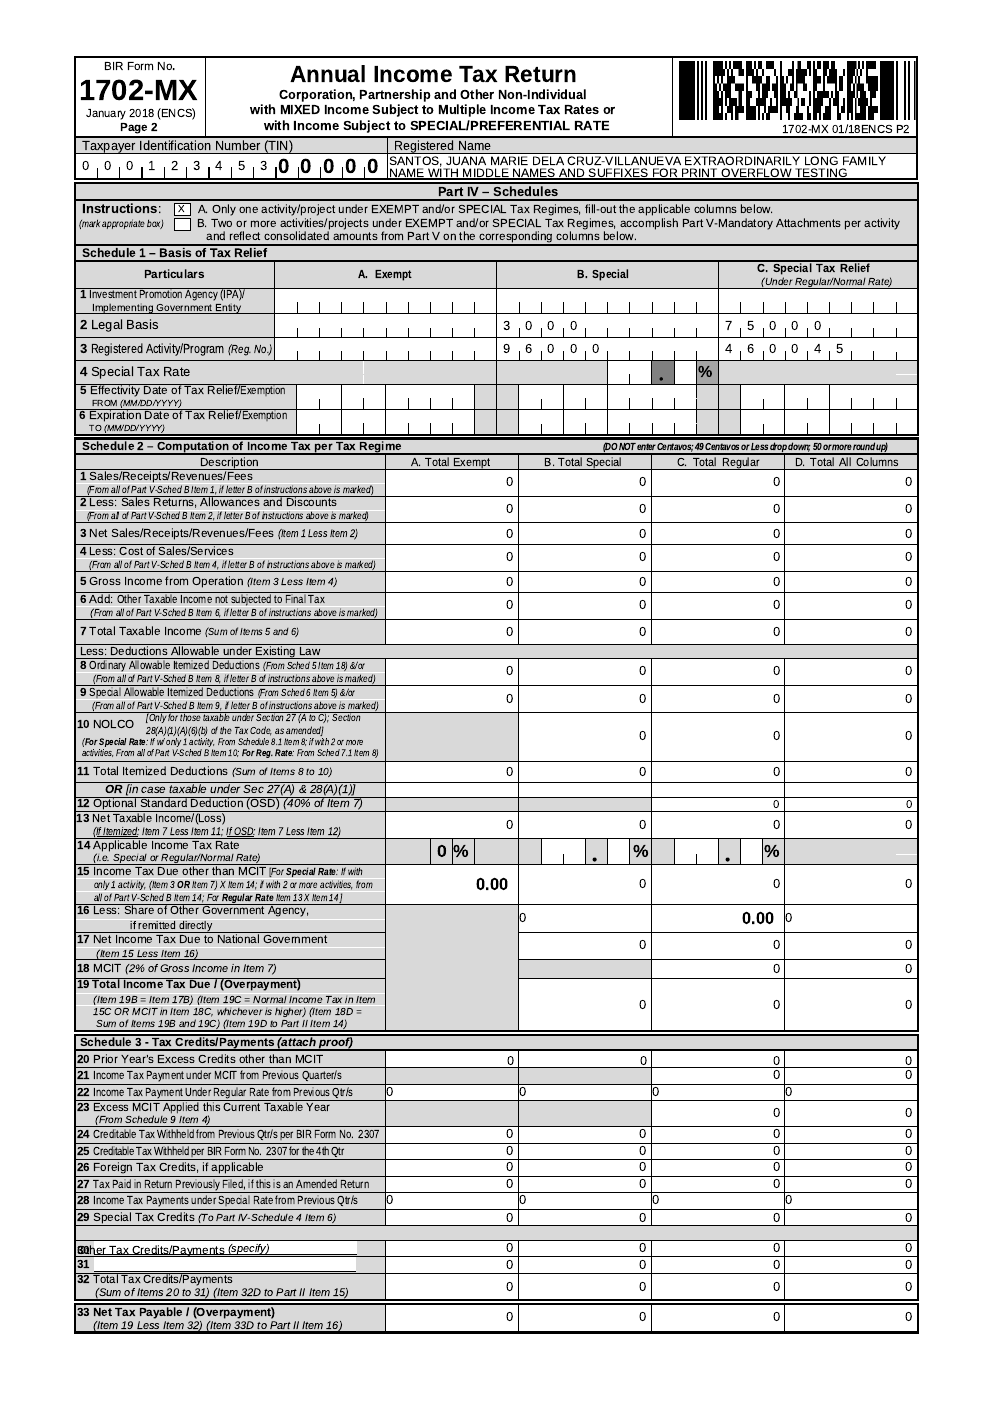 BIR Form No.
1702-MX
January 2018 (ENCS)
Page 2
Annual Income Tax Return
Corporation, Partnership and Other Non-Individual
with MIXED Income Subject to Multiple Income Tax Rates or
with Income Subject to SPECIAL/PREFERENTIAL RATE
1702-MX 01/18ENCS P2
Taxpayer Identification Number (TIN) Registered Name
0 0 0 1 2 3 4 5 3 0 0 0 0 0 SANTOS, JUANA MARIE DELA CRUZ-VILLANUEVA EXTRAORDINARILY LONG FAMILY
NAME WITH MIDDLE NAMES AND SUFFIXES FOR PRINT OVERFLOW TESTING
Part IV – Schedules
Instructions: X A. Only one activity/project under EXEMPT and/or SPECIAL Tax Regimes, fill-out the applicable columns below.
(mark appropriate box) B. Two or more activities/projects under EXEMPT and/or SPECIAL Tax Regimes, accomplish Part V-Mandatory Attachments per activity
and reflect consolidated amounts from Part V on the corresponding columns below.
Schedule 1 – Basis of Tax Relief
Particulars A. Exempt B. Special C. Special Tax Relief
(Under Regular/Normal Rate)
1 Investment Promotion Agency (IPA)/
Implementing Government Entity
2 Legal Basis 3 0 0 0 7 5 0 0 0
3 Registered Activity/Program (Reg. No.) 9 6 0 0 0 4 6 0 0 4 5
4 Special Tax Rate . %
5 Effectivity Date of Tax Relief/Exemption
FROM (MM/DD/YYYY)
6 Expiration Date of Tax Relief/Exemption
TO (MM/DD/YYYY)
Schedule 2 – Computation of Income Tax per Tax Regime (DO NOT enter Centavos; 49 Centavos or Less drop down; 50 or more round up)
Description A. Total Exempt B. Total Special C. Total Regular D. Total All Columns
1 Sales/Receipts/Revenues/Fees
(From all of Part V-Sched B Item 1, if letter B of instructions above is marked) 0 0 0 0
2 Less: Sales Returns, Allowances and Discounts
(From all of Part V-Sched B Item 2, if letter B of instructions above is marked) 0 0 0 0
3 Net Sales/Receipts/Revenues/Fees (Item 1 Less Item 2) 0 0 0 0
4 Less: Cost of Sales/Services
(From all of Part V-Sched B Item 4, if letter B of instructions above is marked) 0 0 0 0
5 Gross Income from Operation (Item 3 Less Item 4) 0 0 0 0
6 Add: Other Taxable Income not subjected to Final Tax
(From all of Part V-Sched B Item 6, if letter B of instructions above is marked) 0 0 0 0
7 Total Taxable Income (Sum of Items 5 and 6) 0 0 0 0
Less: Deductions Allowable under Existing Law
8 Ordinary Allowable Itemized Deductions (From Sched 5 Item 18) &/or
(From all of Part V-Sched B Item 8, if letter B of instructions above is marked) 0 0 0 0
9 Special Allowable Itemized Deductions (From Sched 6 Item 5) &/or
(From all of Part V-Sched B Item 9, if letter B of instructions above is marked) 0 0 0 0
10 NOLCO [Only for those taxable under Section 27 (A to C); Section
28(A)(1)(A)(6)(b) of the Tax Code, as amended]
(For Special Rate: If w/ only 1 activity, From Schedule 8.1 Item 8; if with 2 or more
activities, From all of Part V-Sched B Item 10; For Reg. Rate: From Sched 7.1 Item 8) 0 0 0
11 Total Itemized Deductions (Sum of Items 8 to 10) 0 0 0 0
OR [in case taxable under Sec 27(A) & 28(A)(1)]
12 Optional Standard Deduction (OSD) (40% of Item 7) 0 0
13 Net Taxable Income/(Loss)
(If Itemized: Item 7 Less Item 11; If OSD: Item 7 Less Item 12) 0 0 0 0
14 Applicable Income Tax Rate
(i.e. Special or Regular/Normal Rate) 0 % . % . %
15 Income Tax Due other than MCIT [For Special Rate: If with
only 1 activity, (Item 3 OR Item 7) X Item 14; if with 2 or more activities, from
all of Part V-Sched B Item 14; For Regular Rate Item 13 X Item 14] 0.00 0 0 0
16 Less: Share of Other Government Agency,
if remitted directly 0 0.00 0
17 Net Income Tax Due to National Government
(Item 15 Less Item 16) 0 0 0
18 MCIT (2% of Gross Income in Item 7) 0 0
19 Total Income Tax Due / (Overpayment)
(Item 19B = Item 17B) (Item 19C = Normal Income Tax in Item
15C OR MCIT in Item 18C, whichever is higher) (Item 18D =
Sum of Items 19B and 19C) (Item 19D to Part II Item 14) 0 0 0
Schedule 3 - Tax Credits/Payments (attach proof)
20 Prior Year's Excess Credits other than MCIT 0 0 0 0
21 Income Tax Payment under MCIT from Previous Quarter/s 0 0
22 Income Tax Payment Under Regular Rate from Previous Qtr/s 0 0 0 0
23 Excess MCIT Applied this Current Taxable Year
(From Schedule 9 Item 4) 0 0
24 Creditable Tax Withheld from Previous Qtr/s per BIR Form No. 2307 0 0 0 0
25 Creditable Tax Withheld per BIR Form No. 2307 for the 4th Qtr 0 0 0 0
26 Foreign Tax Credits, if applicable 0 0 0 0
27 Tax Paid in Return Previously Filed, if this is an Amended Return 0 0 0 0
28 Income Tax Payments under Special Rate from Previous Qtr/s 0 0 0 0
29 Special Tax Credits (To Part IV-Schedule 4 Item 6) 0 0 0 0
30 Other Tax Credits/Payments (specify) 0 0 0 0
31 0 0 0 0
32 Total Tax Credits/Payments
(Sum of Items 20 to 31) (Item 32D to Part II Item 15) 0 0 0 0
33 Net Tax Payable / (Overpayment)
(Item 19 Less Item 32) (Item 33D to Part II Item 16) 0 0 0 0